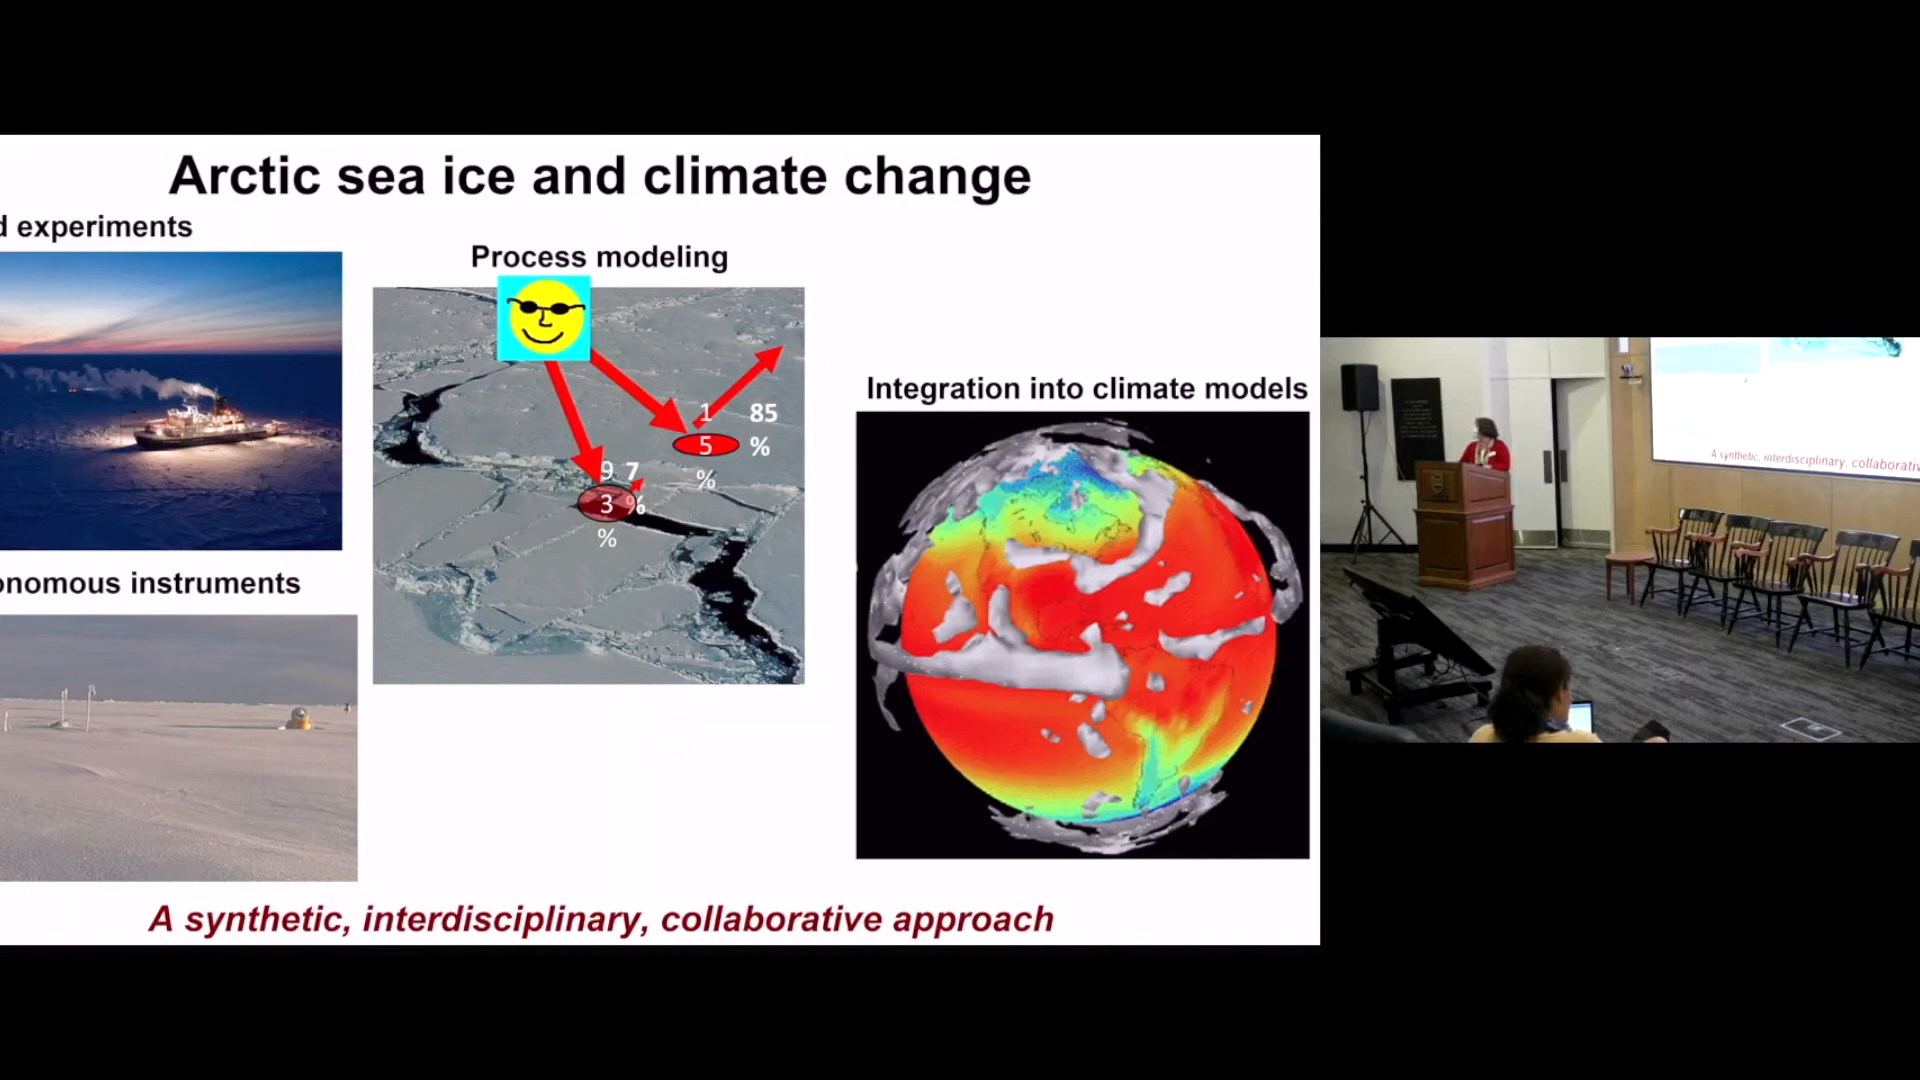 Arctic sea ice and climate change
d experiments
Process modeling
Integration into climate models
1
5
%
85
%
9
3
%
7
%
onomous instruments
A synthetic, interdisciplinary, collaborative approach
A synthetic, interdisciplinary, collaborativ